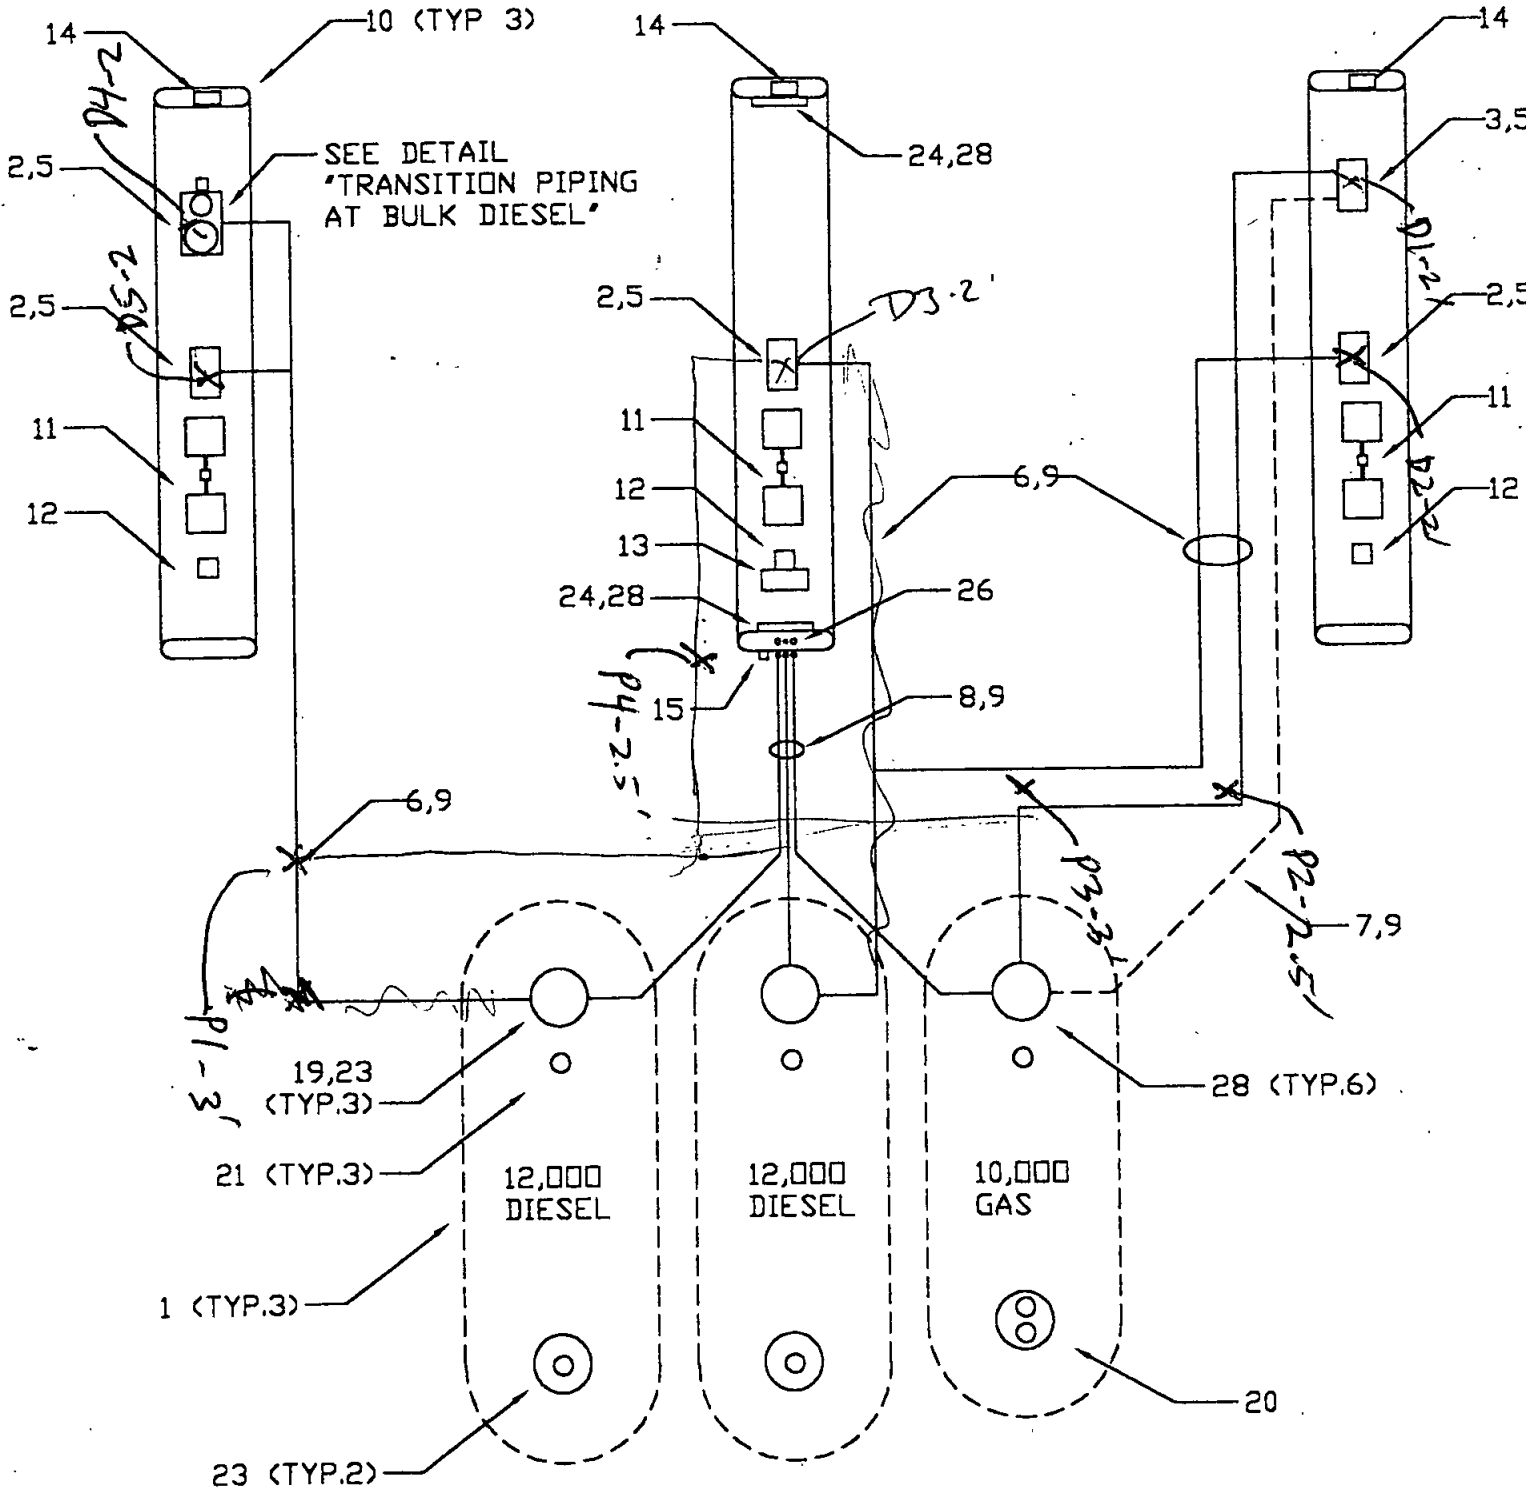 14
10 (TYP 3)
14
14
D4-2
3,5
2,5
SEE DETAIL
"TRANSITION PIPING
AT BULK DIESEL"
24,28
D1-2'
D5-2
2,5
2,5
D3-2'
2,5
11
11
11
12
12
12
D2-2'
6,9
13
24,28
26
P4-2.5'
15
8,9
6,9
P1-3'
P3-3'
P2-2.5'
7,9
19,23
(TYP.3)
28 (TYP.6)
21 (TYP.3)
12,000
DIESEL
12,000
DIESEL
10,000
GAS
1 (TYP.3)
20
23 (TYP.2)